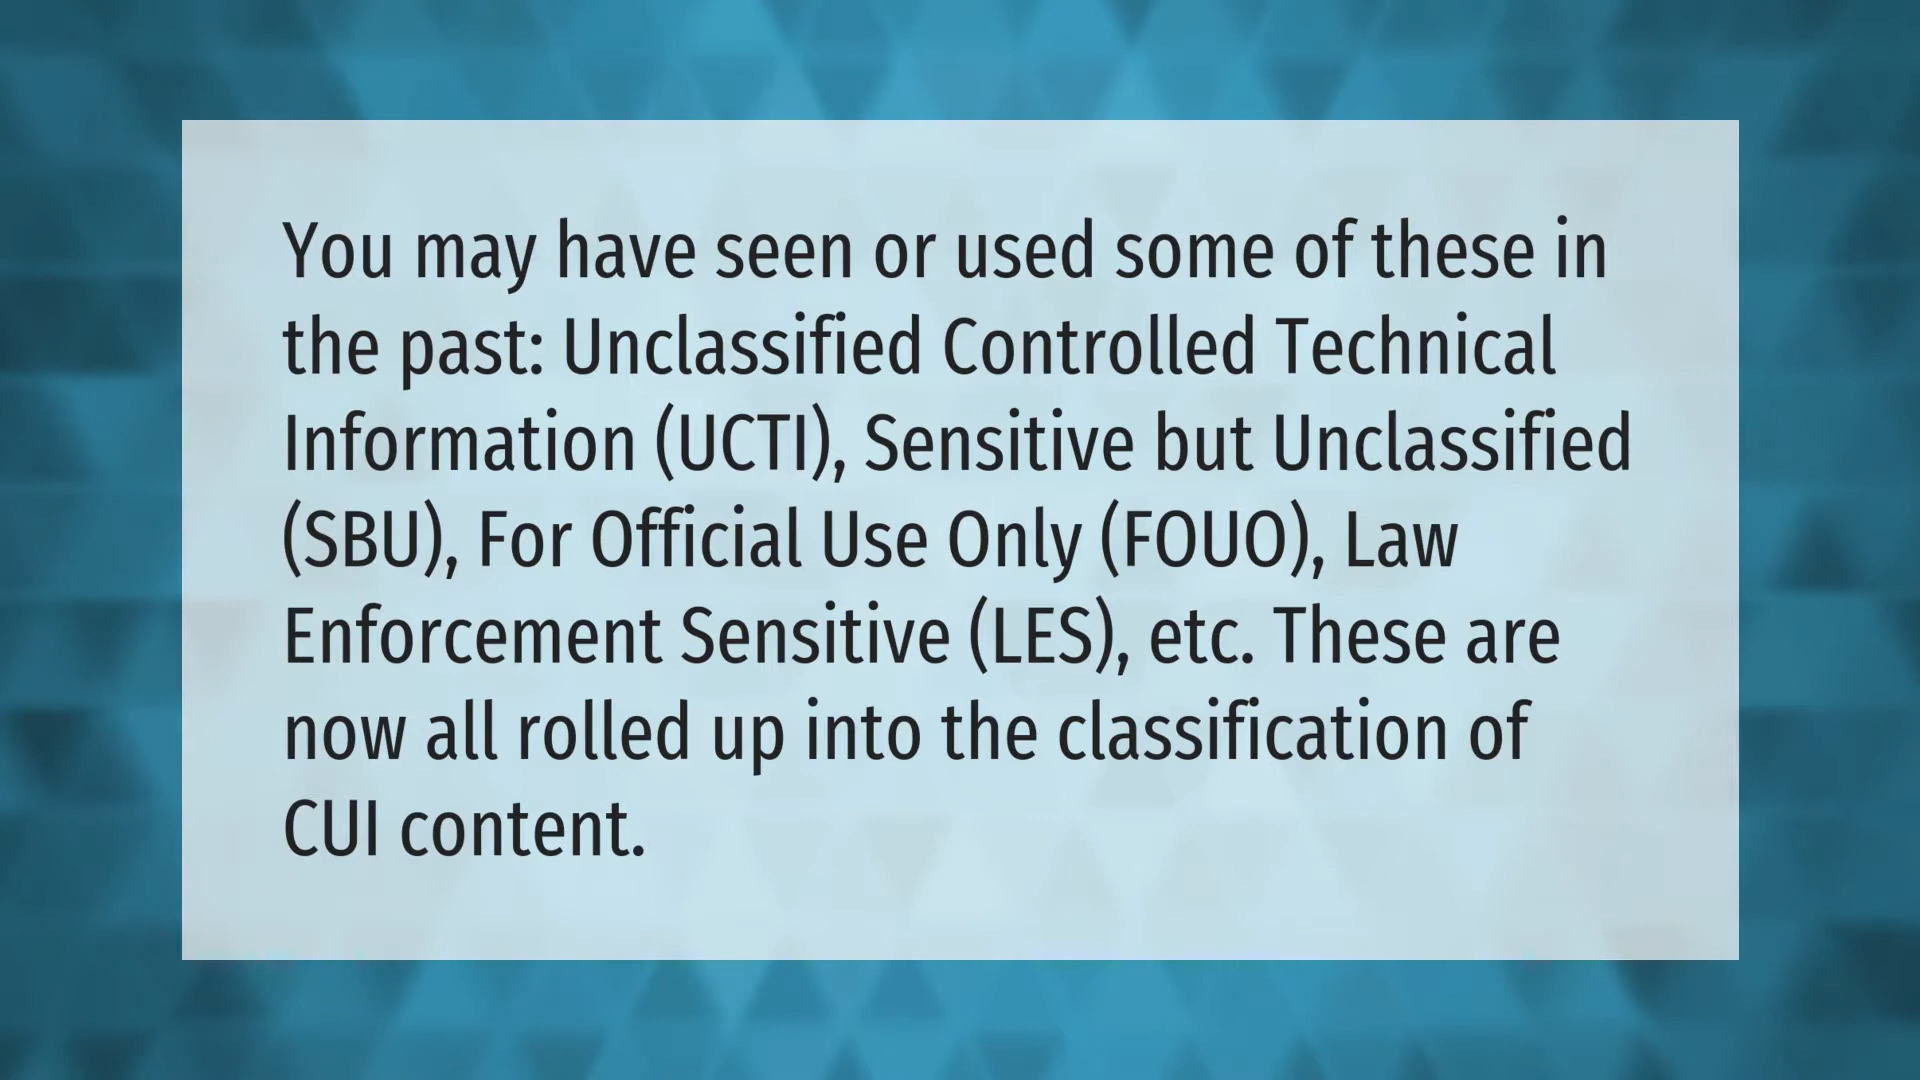 You may have seen or used some of these in
the past: Unclassified Controlled Technical
Information (UCTI), Sensitive but Unclassified
(SBU), For Official Use Only (FOUO), Law
Enforcement Sensitive (LES), etc. These are
now all rolled up into the classification of
CUI content.